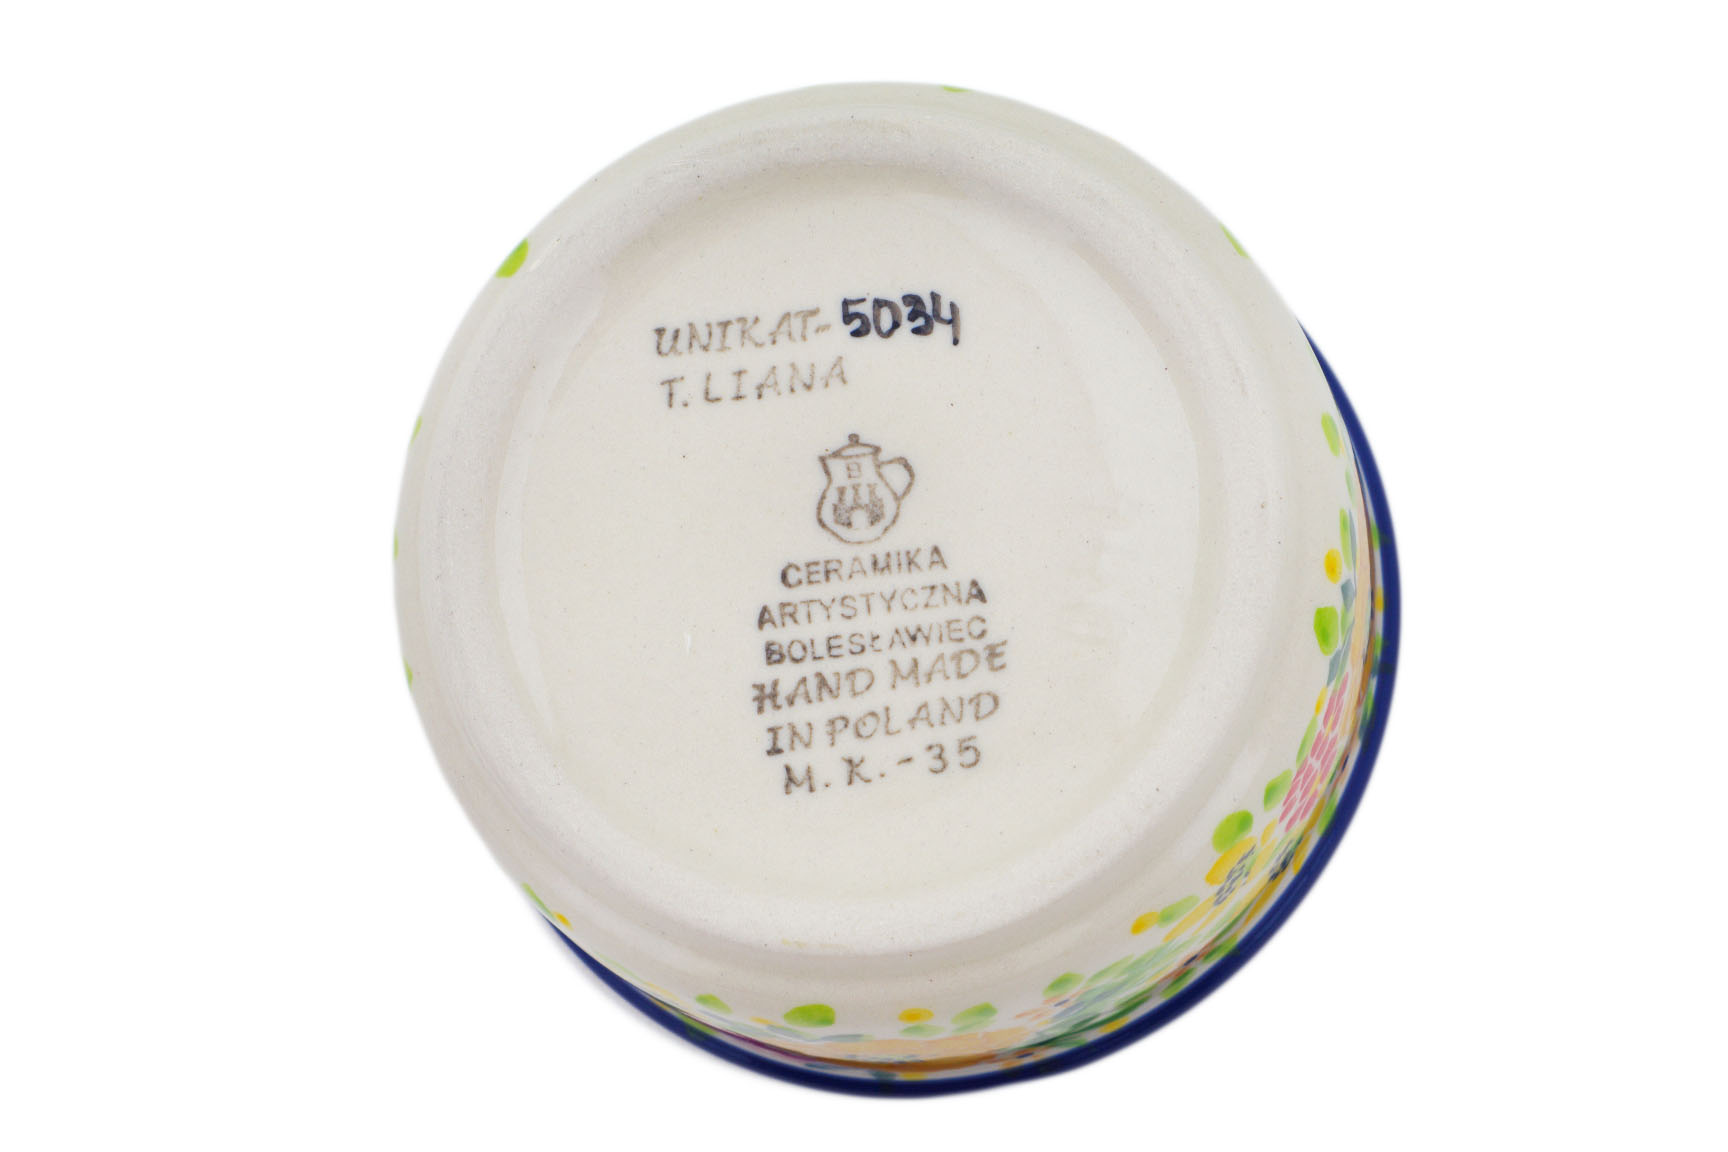 UNIKAT-5034
T. LIANA
B
CERAMIKA
ARTYSTYCZNA
BOLESŁAWIEC
HAND MADE
IN POLAND
M. K. - 35